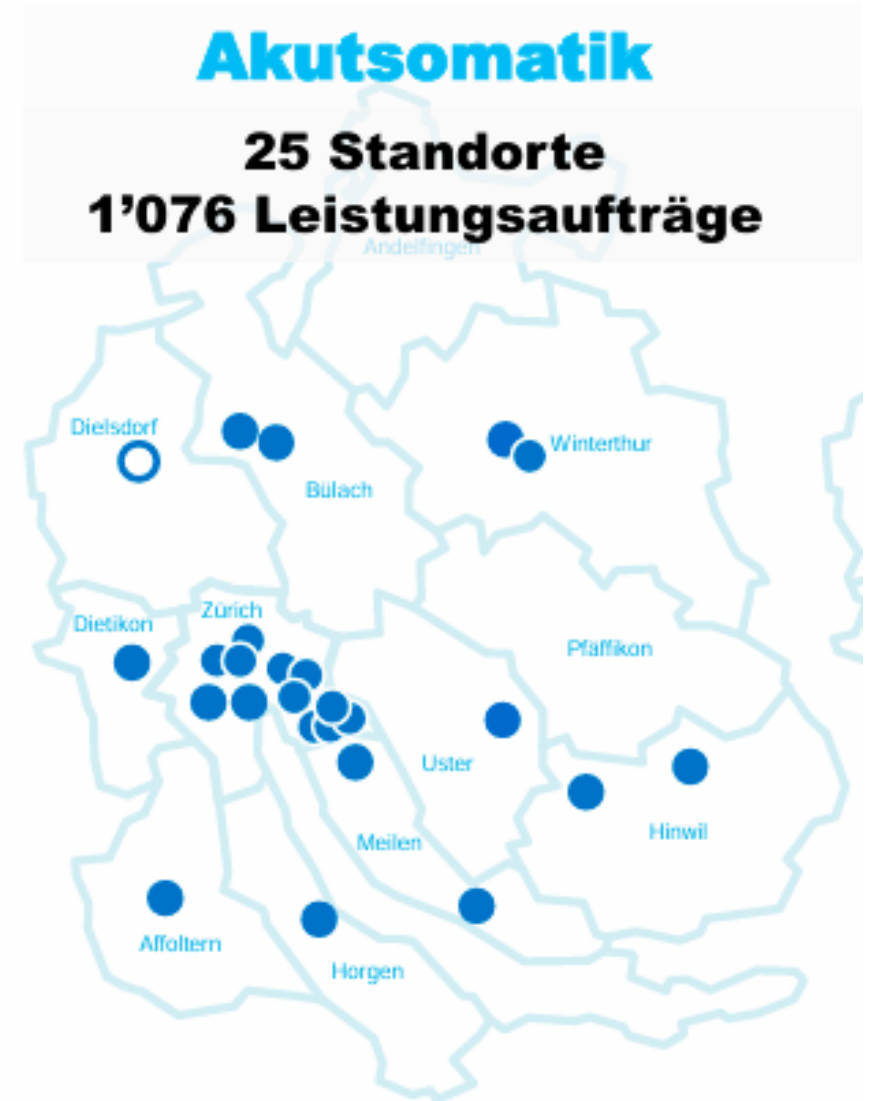 Akutsomatik
25 Standorte
1’076 Leistungsaufträge
Andelfingen
Dielsdorf
Winterthur
Bülach
Zürich
Dietikon
Pfäffikon
Uster
Hinwil
Meilen
Affoltern
Horgen